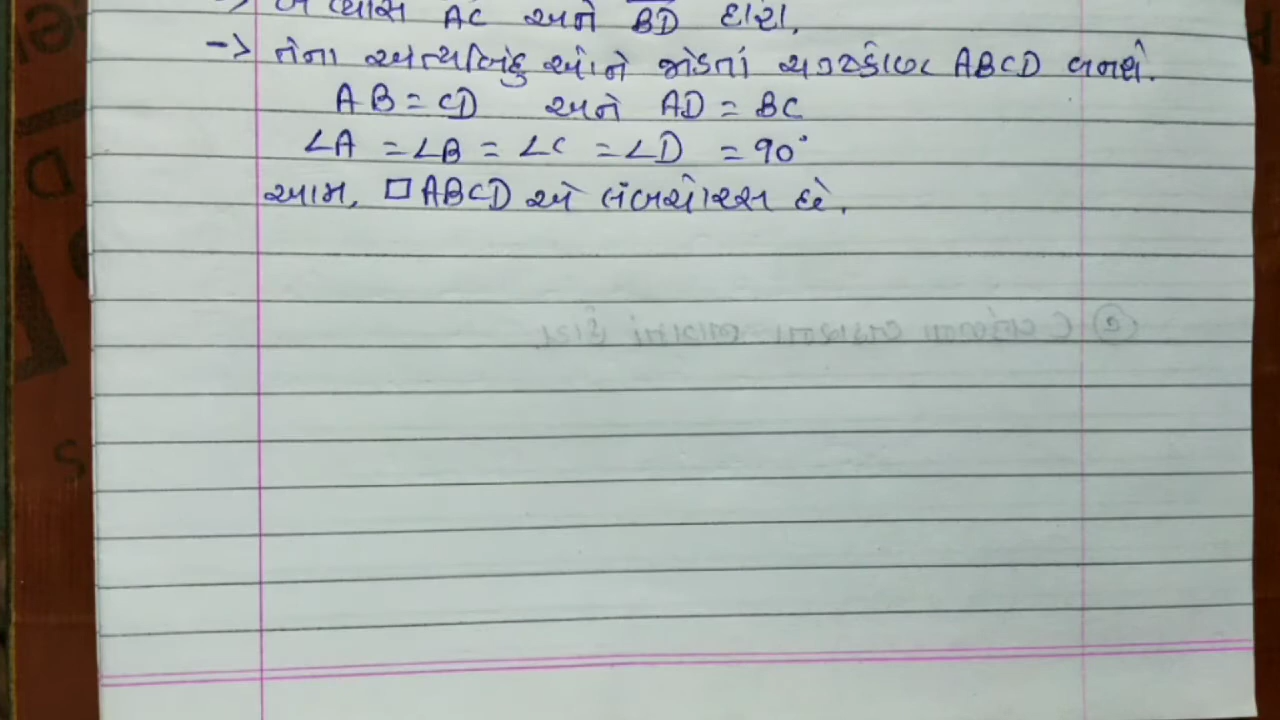 -> બે વ્યાસ AC અને BD દોરો.
-> તેના અન્ત્યબિંદુ ઓને જોડતાં ચતુષ્કોણ ABCD બનશે.
AB = CD અને AD = BC
∠A = ∠B = ∠C = ∠D = 90°
આમ, □ABCD એ લંબચોરસ છે.